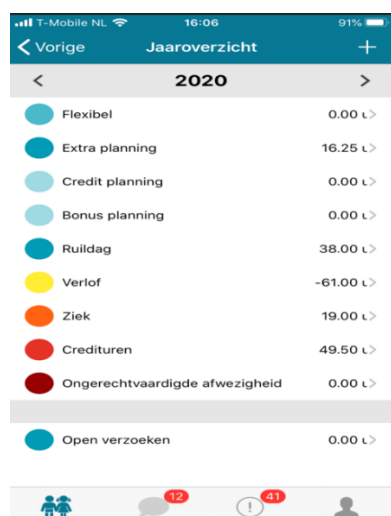 T-Mobile NL 16:06 91%
Vorige Jaaroverzicht +
< 2020 >
Flexibel 0.00 >
Extra planning 16.25 >
Credit planning 0.00 >
Bonus planning 0.00 >
Ruildag 38.00 >
Verlof -61.00 >
Ziek 19.00 >
Credituren 49.50 >
Ongerechtvaardigde afwezigheid 0.00 >
Open verzoeken 0.00 >
12 41